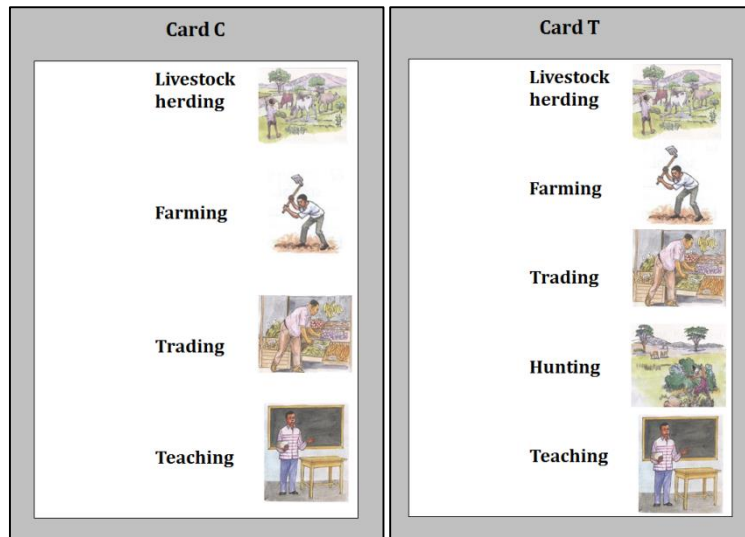 Card C
Livestock
herding
Farming
Trading
Teaching
Card T
Livestock
herding
Farming
Trading
Hunting
Teaching